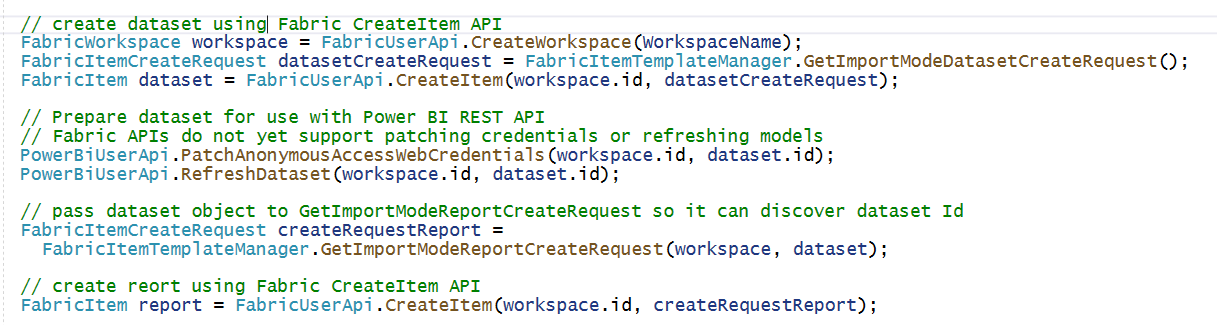 // create dataset using Fabric CreateItem API
FabricWorkspace workspace = FabricUserApi.CreateWorkspace(WorkspaceName);
FabricItemCreateRequest datasetCreateRequest = FabricItemTemplateManager.GetImportModeDatasetCreateRequest();
FabricItem dataset = FabricUserApi.CreateItem(workspace.id, datasetCreateRequest);
// Prepare dataset for use with Power BI REST API
// Fabric APIs do not yet support patching credentials or refreshing models
PowerBiUserApi.PatchAnonymousAccessWebCredentials(workspace.id, dataset.id);
PowerBiUserApi.RefreshDataset(workspace.id, dataset.id);
// pass dataset object to GetImportModeReportCreateRequest so it can discover dataset Id
FabricItemCreateRequest createRequestReport =
  FabricItemTemplateManager.GetImportModeReportCreateRequest(workspace, dataset);
// create reort using Fabric CreateItem API
FabricItem report = FabricUserApi.CreateItem(workspace.id, createRequestReport);